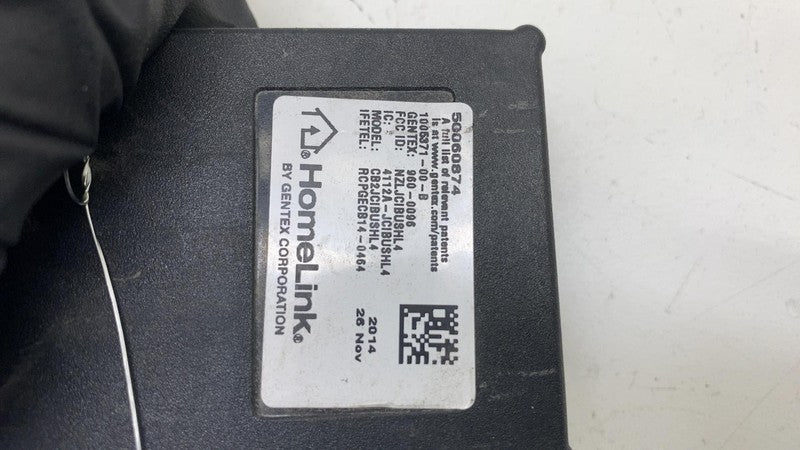 50060874
A full list of relevant patents
is at www.gentex.com/patents
1006971-00-B
GENTEX: 960-0096
FCC ID: NZLJCIBUSHL4
IC: 4112A-JCIBUSHL4
MODEL: CB2JCIBUSHL4
IFETEL: RCPGECB14-0464
2014
26 Nov
HomeLink®
BY GENTEX CORPORATION